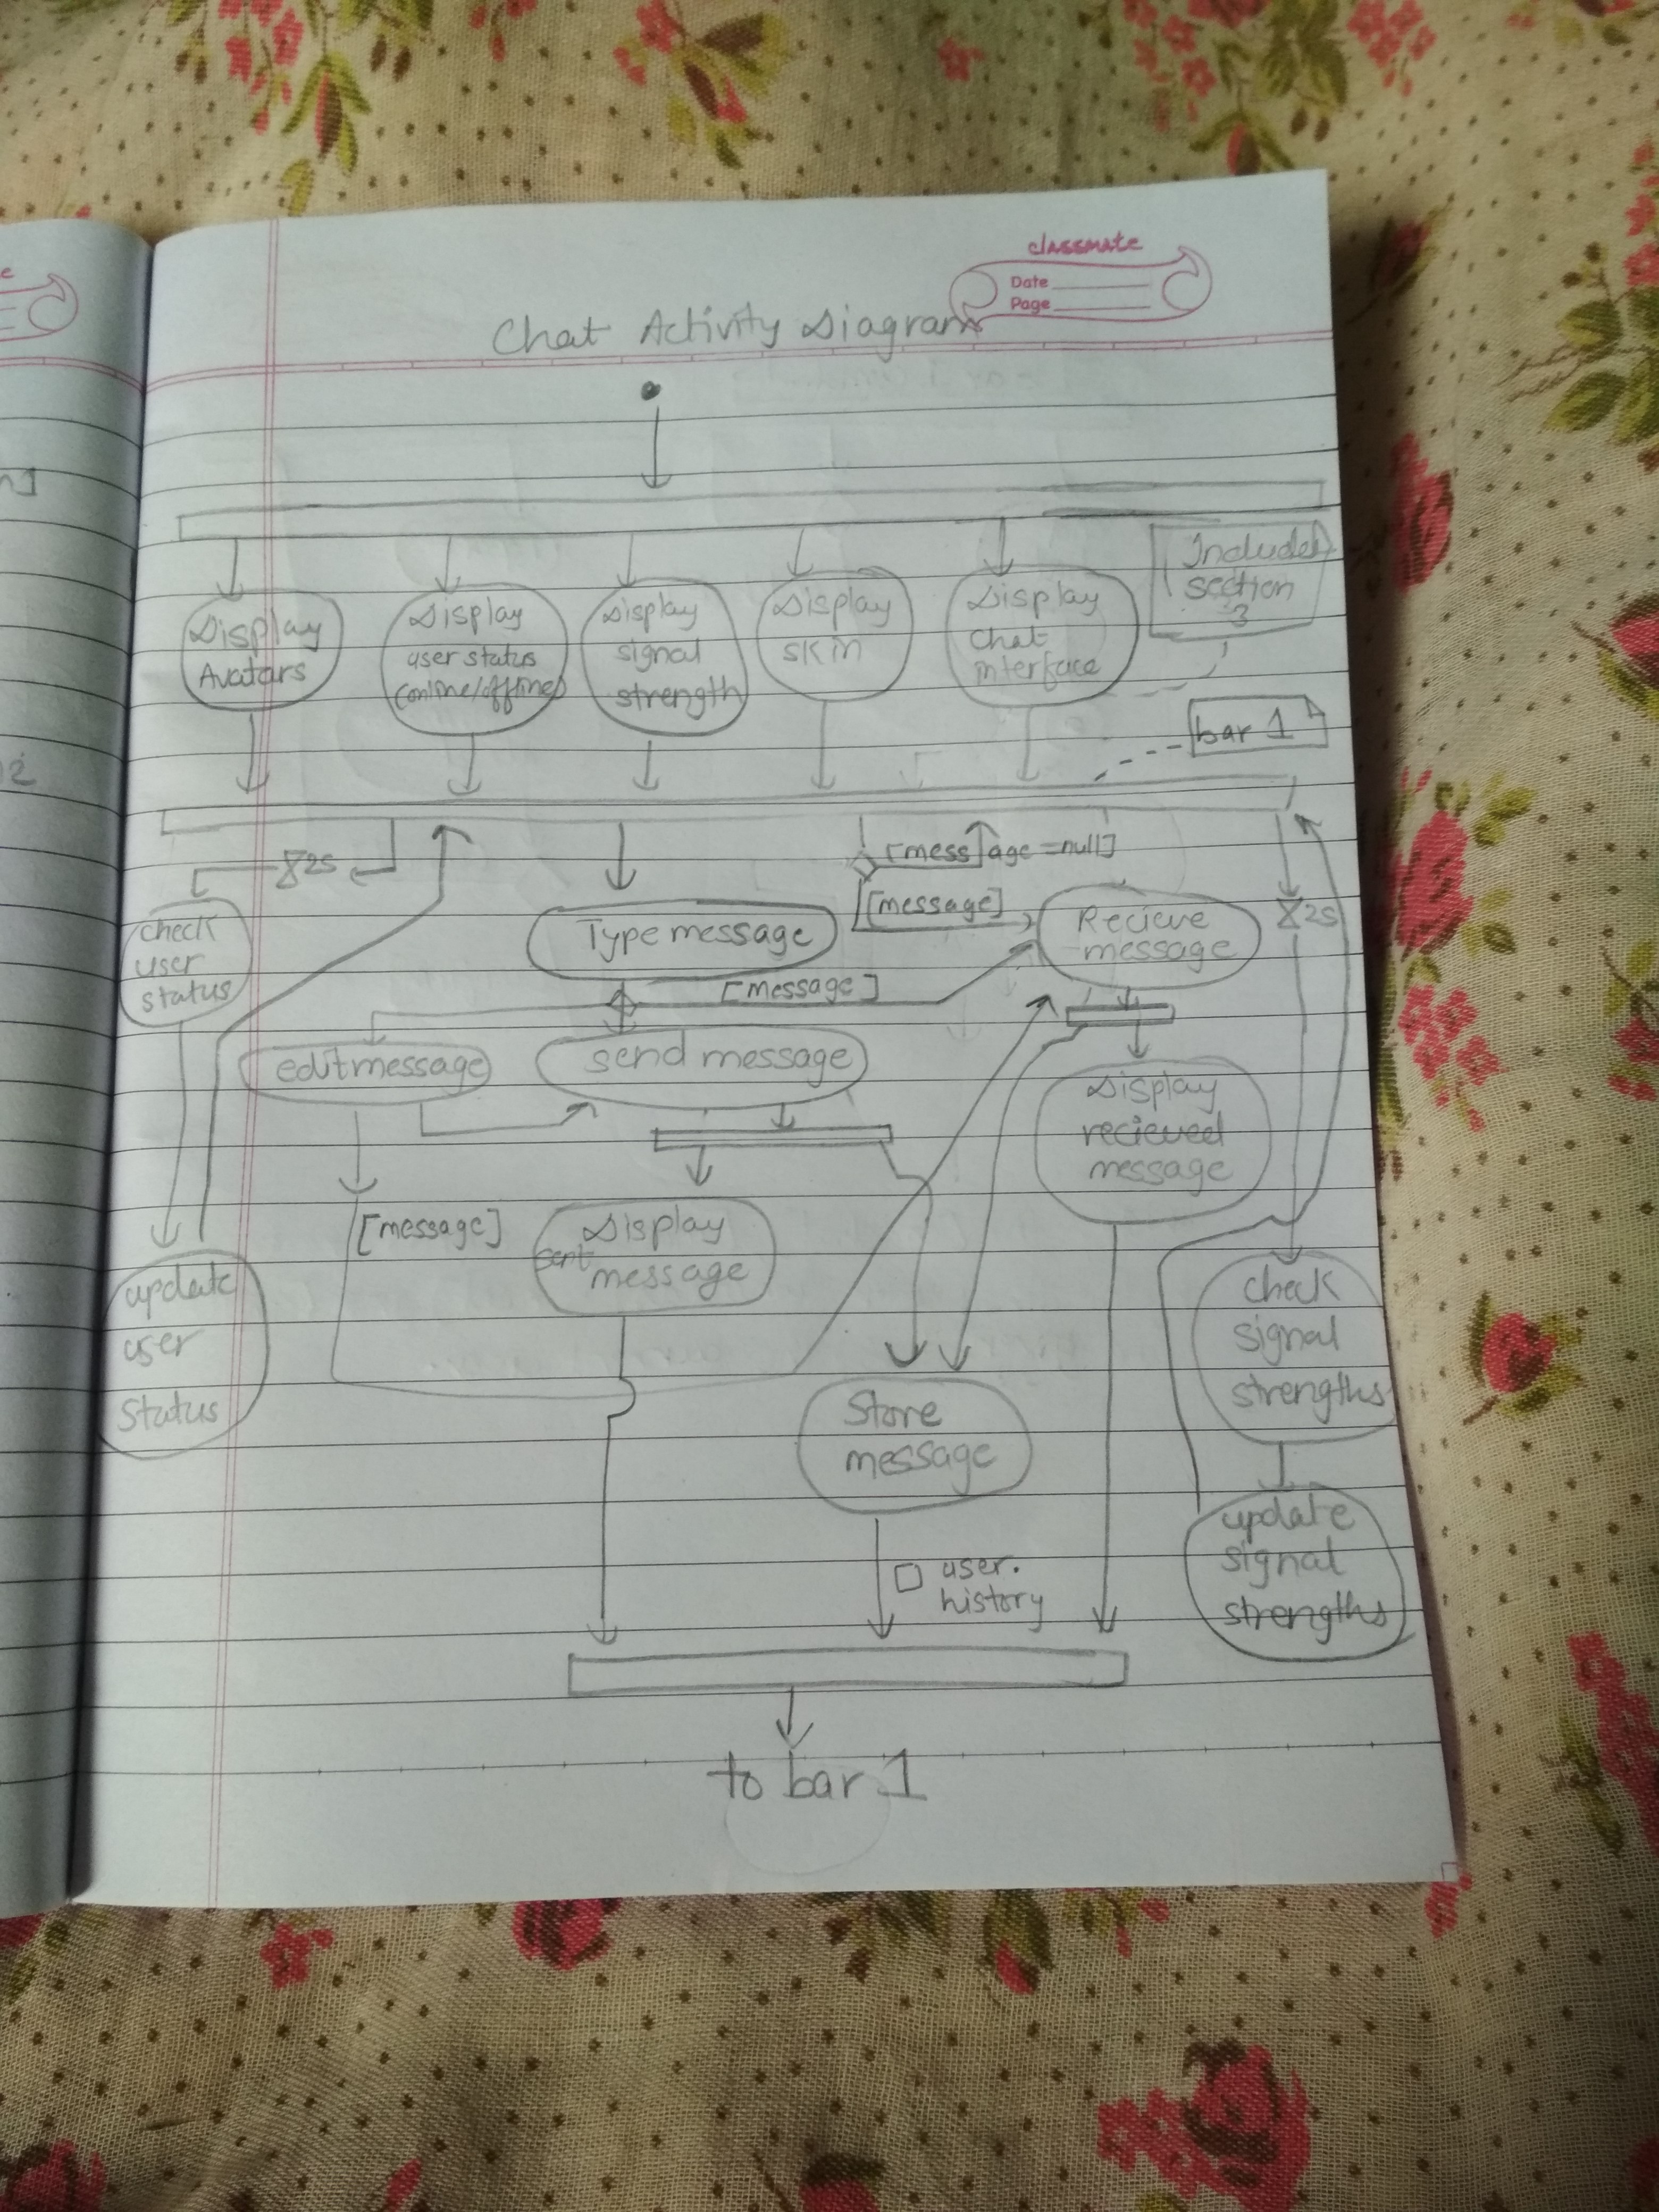 classmate
Date
Page
Chat Activity Diagram
Display
Avatars
Display
user status
(online/offline)
Display
signal
strength
Display
skin
Display
chat
interface
Includes
section
3
bar 1
2s
[message =null]
[message]
check
user
status
Type message
Recieve
message
2s
[message]
edit message
send message
Display
recieved
message
[message]
Display
sent message
update
user
status
check
signal
strengths
Store
message
user.
history
update
signal
strengths
to bar 1